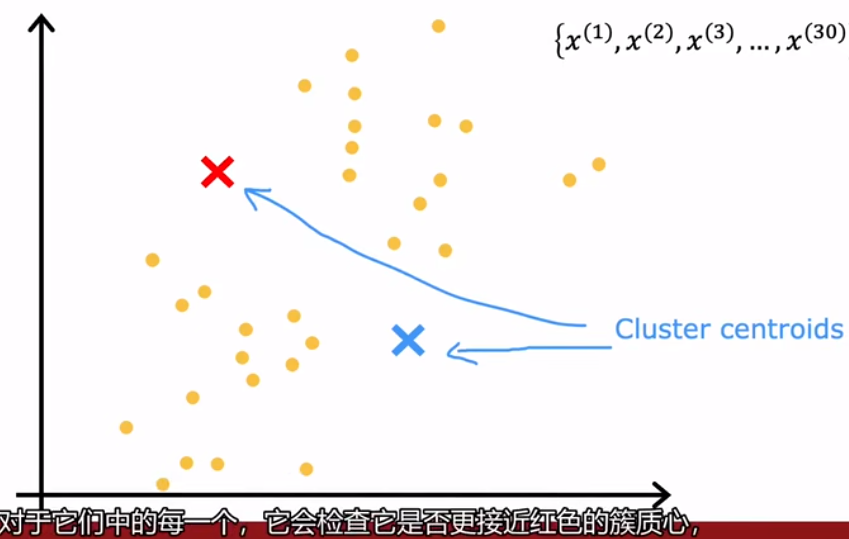 {x⁽¹⁾, x⁽²⁾, x⁽³⁾, ..., x⁽³⁰⁾
Cluster centroids
对于它们中的每一个，它会检查它是否更接近红色的簇质心，